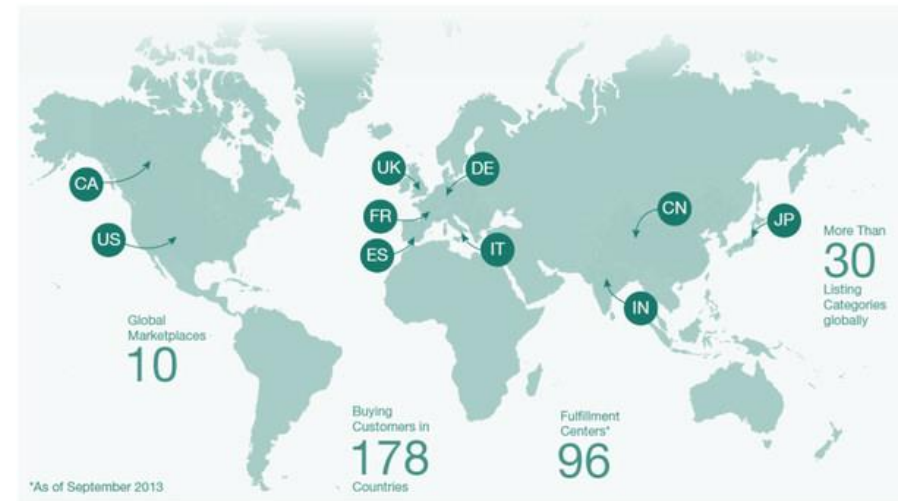 CA
US
UK
DE
FR
ES
IT
CN
JP
IN
More Than
30
Listing
Categories
globally
Global
Marketplaces
10
Buying
Customers in
178
Countries
Fulfillment
Centers*
96
*As of September 2013